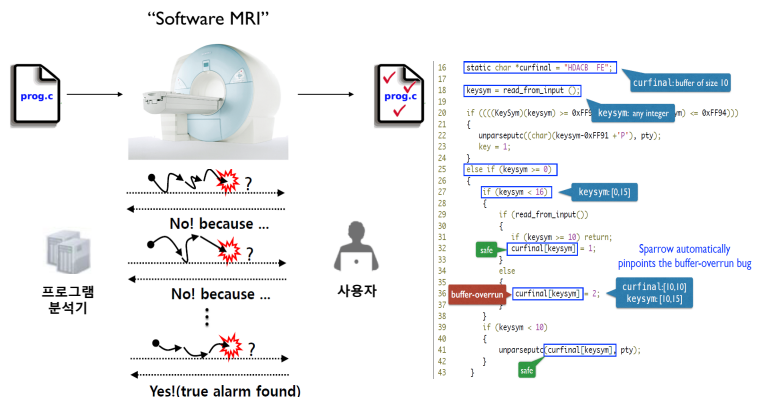 “Software MRI”
prog.c
prog.c
?
No! because ...
?
No! because ...
?
Yes!(true alarm found)
프로그램
분석기
사용자
16 static char *curfinal = "HDACB  FE";
curfinal: buffer of size 10
17
18 keysym = read_from_input ();
19
keysym: any integer
20 if ((((KeySym)(keysym) >= 0xFF9 ym) <= 0xFF94)))
21 {
22 unparseputc((char)(keysym-0xFF91 +'P'), pty);
23 key = 1;
24 }
25 else if (keysym >= 0)
26 {
27 if (keysym < 16)
keysym: [0,15]
28 {
29 if (read_from_input())
30 {
31 if (keysym >= 10) return;
32 curfinal[keysym] = 1;
safe
33 }
Sparrow automatically
pinpoints the buffer-overrun bug
34 else
35 {
buffer-overrun
36 curfinal[keysym] = 2;
curfinal:[10,10]
keysym: [10,15]
37 }
38 }
39 if (keysym < 10)
40 {
41 unparseputc(curfinal[keysym], pty);
42 }
safe
43 }